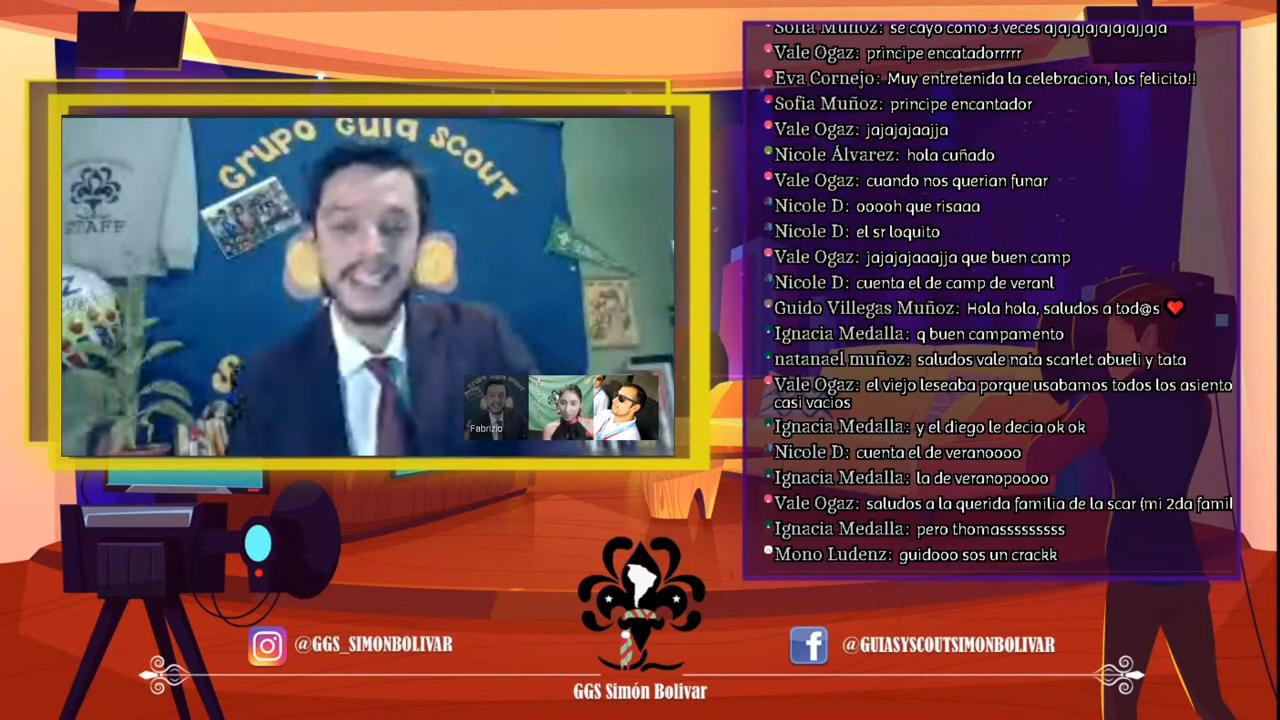 GRUPO GUIA SCOUT
STAFF
Fabrizio
Sofia Muñoz: se cayo como 3 veces ajajajajajajjaja
Vale Ogaz: principe encatadorrrrr
Eva Cornejo: Muy entretenida la celebracion, los felicito!!
Sofia Muñoz: principe encantador
Vale Ogaz: jajajajaajja
Nicole Álvarez: hola cuñado
Vale Ogaz: cuando nos querian funar
Nicole D: ooooh que risaaa
Nicole D: el sr loquito
Vale Ogaz: jajajajaaajja que buen camp
Nicole D: cuenta el de camp de veranl
Guido Villegas Muñoz: Hola hola, saludos a tod@s ❤️
Ignacia Medalla: q buen campamento
natanael muñoz: saludos vale nata scarlet abueli y tata
Vale Ogaz: el viejo leseaba porque usabamos todos los asiento
casi vacios
Ignacia Medalla: y el diego le decia ok ok
Nicole D: cuenta el de veranoooo
Ignacia Medalla: la de veranopoooo
Vale Ogaz: saludos a la querida familia de la scar (mi 2da famil
Ignacia Medalla: pero thomasssssssss
Mono Ludenz: guidooo sos un crackk
@GGS_SIMONBOLIVAR
@GUIASYSCOUTSIMONBOLIVAR
GGS Simón Bolivar